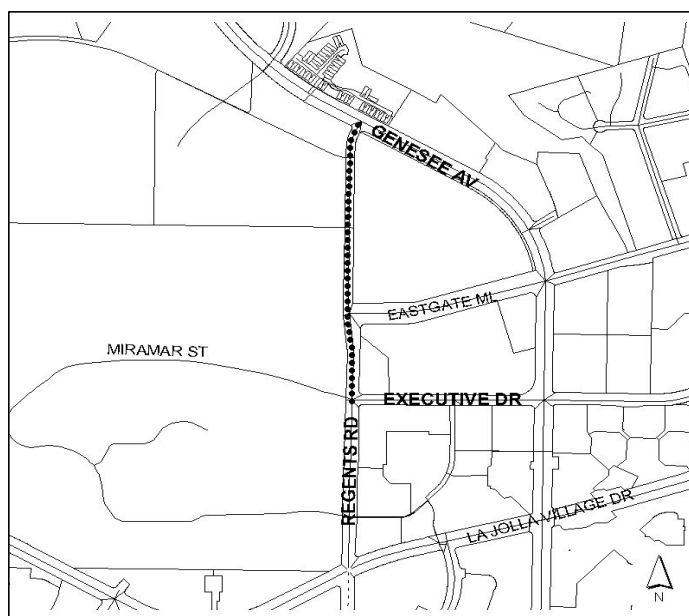 GENESEE AV
EASTGATE ML
MIRAMAR ST
EXECUTIVE DR
REGENTS RD
LA JOLLA VILLAGE DR
N